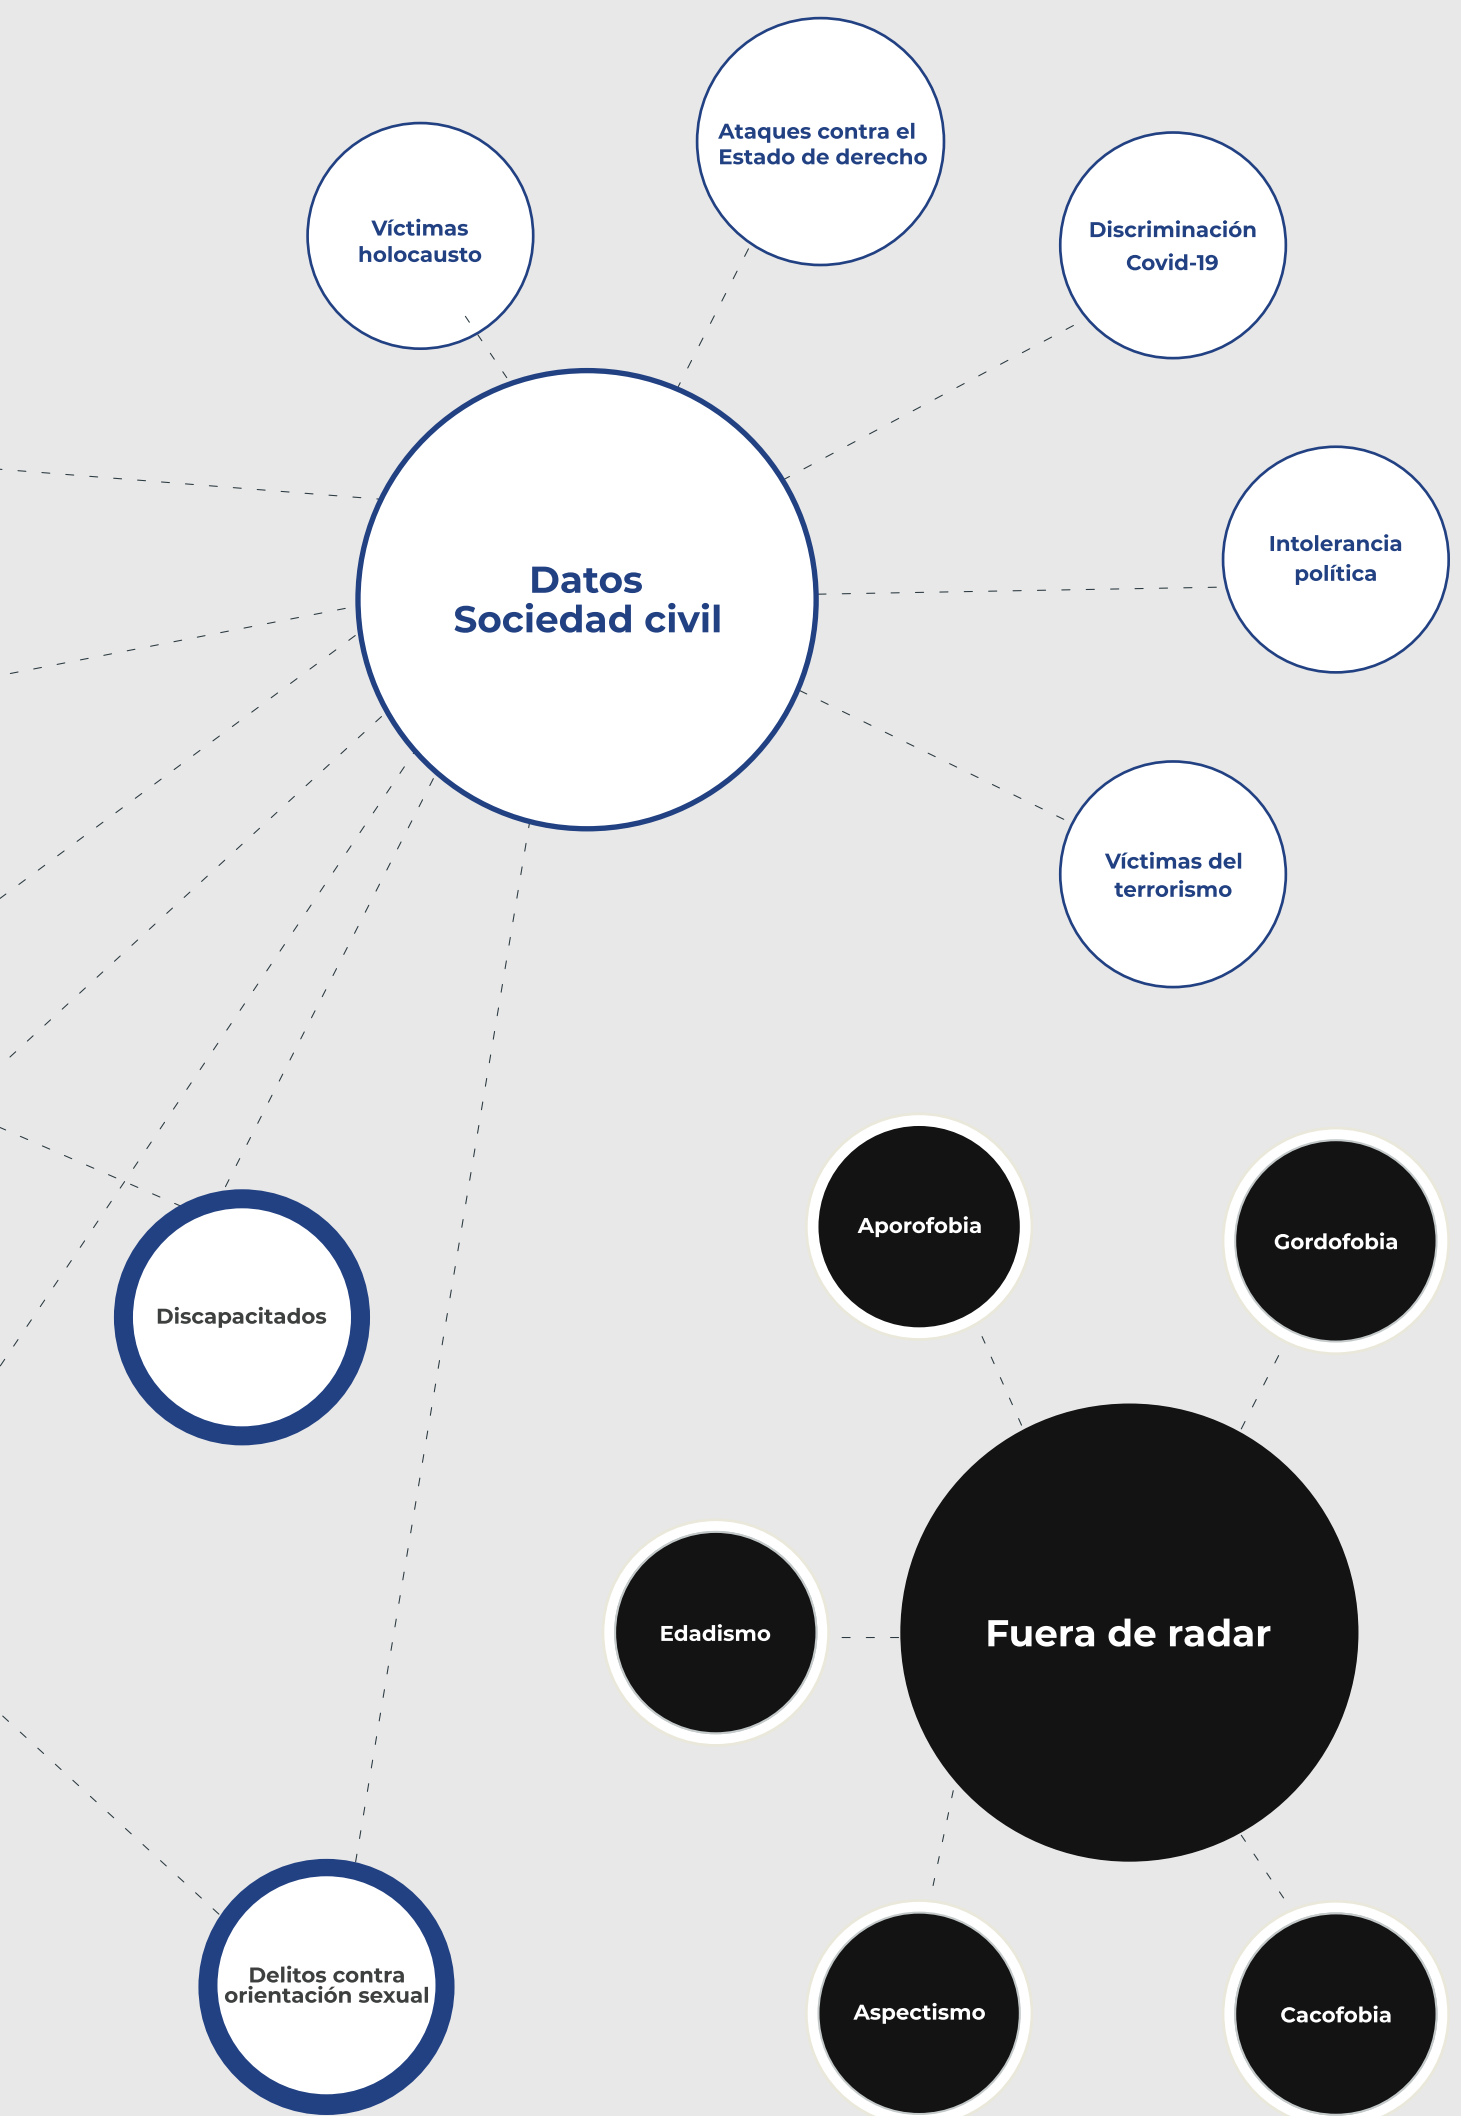 Ataques contra el
Estado de derecho
Víctimas
holocausto
Discriminación
Covid-19
Intolerancia
política
Datos
Sociedad civil
Víctimas del
terrorismo
Aporofobia
Gordofobia
Discapacitados
Edadismo
Fuera de radar
Delitos contra
orientación sexual
Aspectismo
Cacofobia